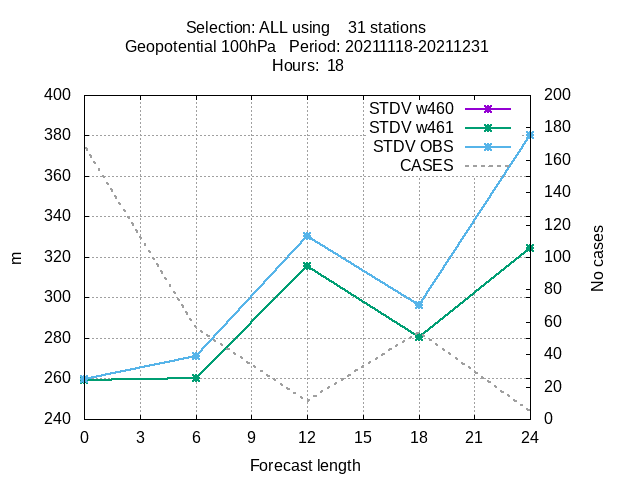 Selection: ALL using    31 stations
Geopotential 100hPa   Period: 20211118-20211231
Hours:  18
400
380
360
340
320
300
280
260
240
m
200
180
160
140
120
100
80
60
40
20
0
No cases
STDV w460
STDV w461
STDV OBS
CASES
0 3 6 9 12 15 18 21 24
Forecast length